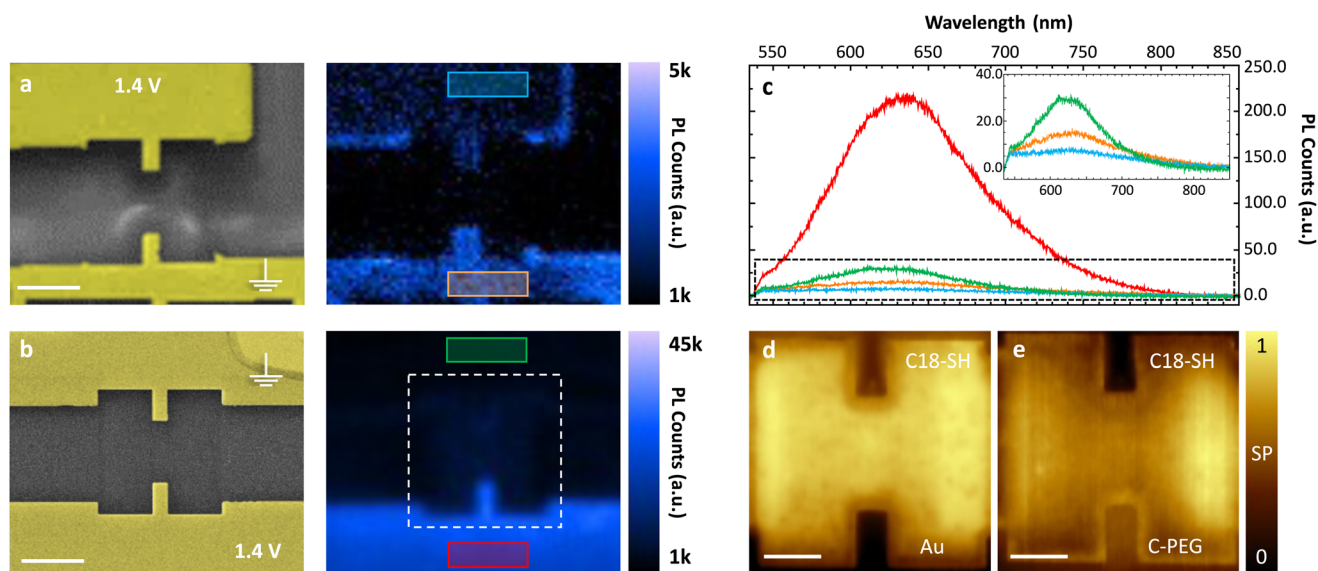 a
1.4 V
5k
PL Counts (a.u.)
1k
b
1.4 V
45k
PL Counts (a.u.)
1k
Wavelength (nm)
550 600 650 700 750 800 850
c
250.0
200.0
150.0
100.0
50.0
0.0
PL Counts (a.u.)
40.0
20.0
0.0
600 700 800
d
C18-SH
Au
e
C18-SH
C-PEG
1
SP
0